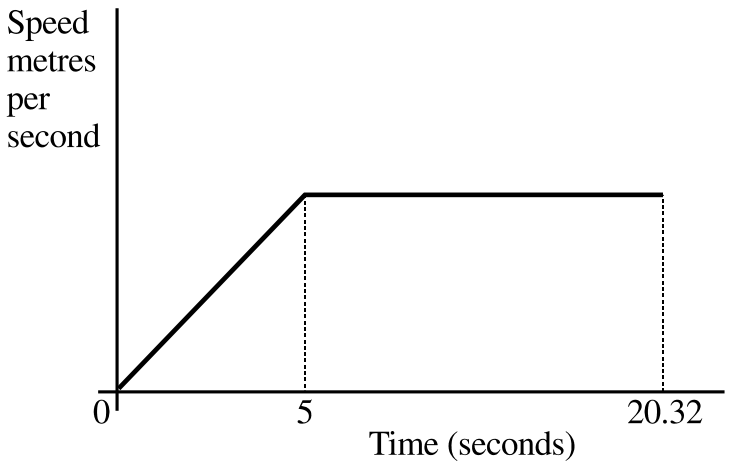 Speed
metres
per
second
0
5
20.32
Time (seconds)